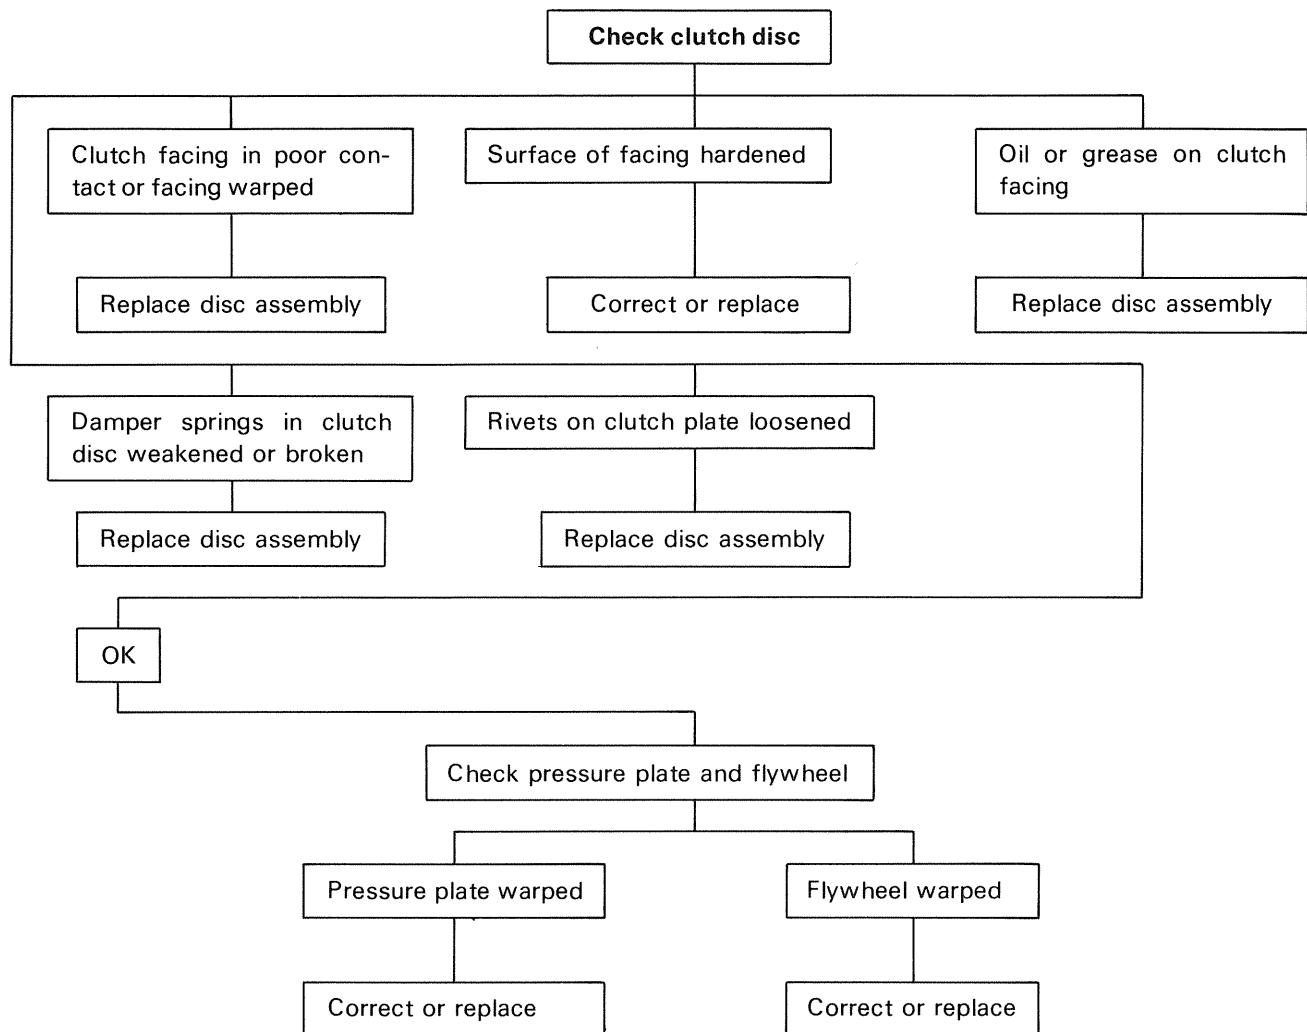 Check clutch disc
Clutch facing in poor con-
tact or facing warped
Surface of facing hardened
Oil or grease on clutch
facing
Replace disc assembly
Correct or replace
Replace disc assembly
Damper springs in clutch
disc weakened or broken
Rivets on clutch plate loosened
Replace disc assembly
Replace disc assembly
OK
Check pressure plate and flywheel
Pressure plate warped
Flywheel warped
Correct or replace
Correct or replace